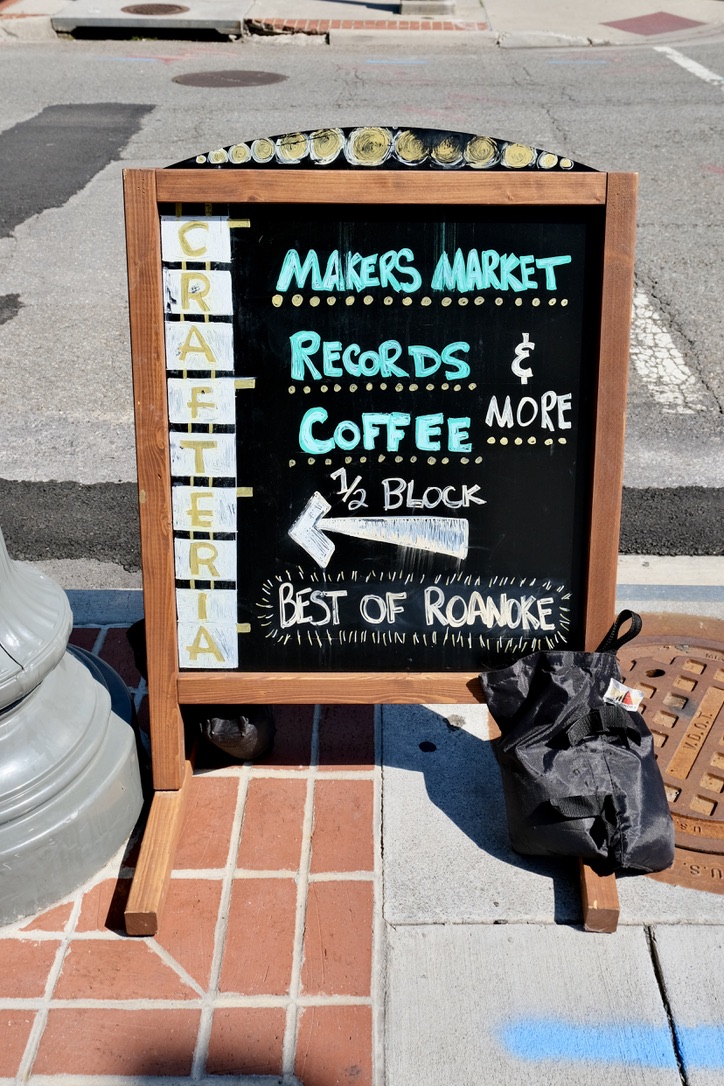 CRAFTERIA
MAKERS MARKET
RECORDS
&
MORE
COFFEE
1/2 BLOCK
BEST OF ROANOKE
V.D.O.T.